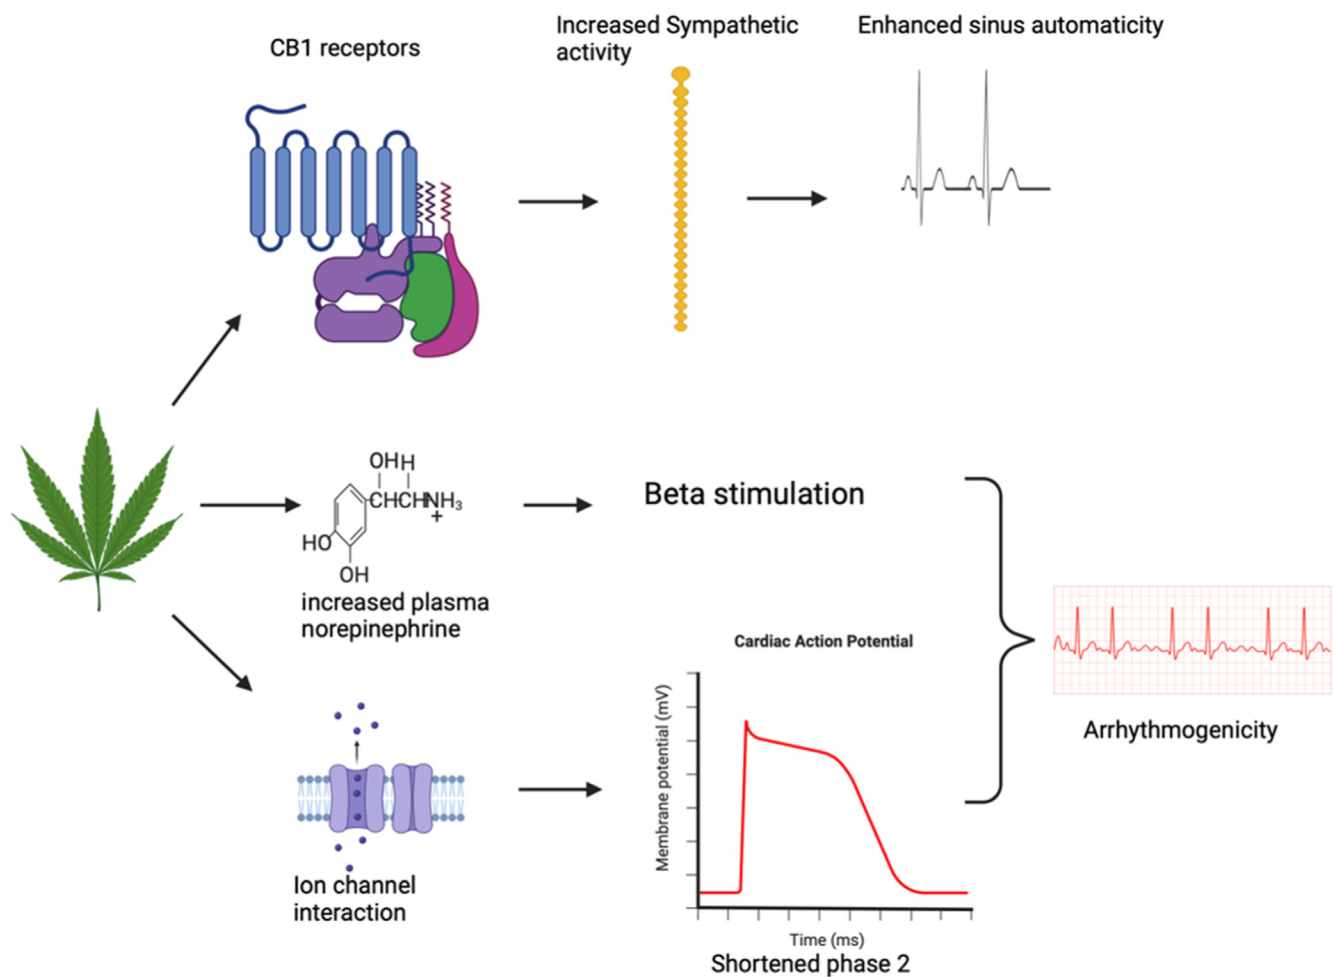 CB1 receptors
Increased Sympathetic
activity
Enhanced sinus automaticity
OHH
CHCHNH₃
+
HO
OH
increased plasma
norepinephrine
Beta stimulation
Cardiac Action Potential
Membrane potential (mV)
Time (ms)
Shortened phase 2
Arrhythmogenicity
Ion channel
interaction